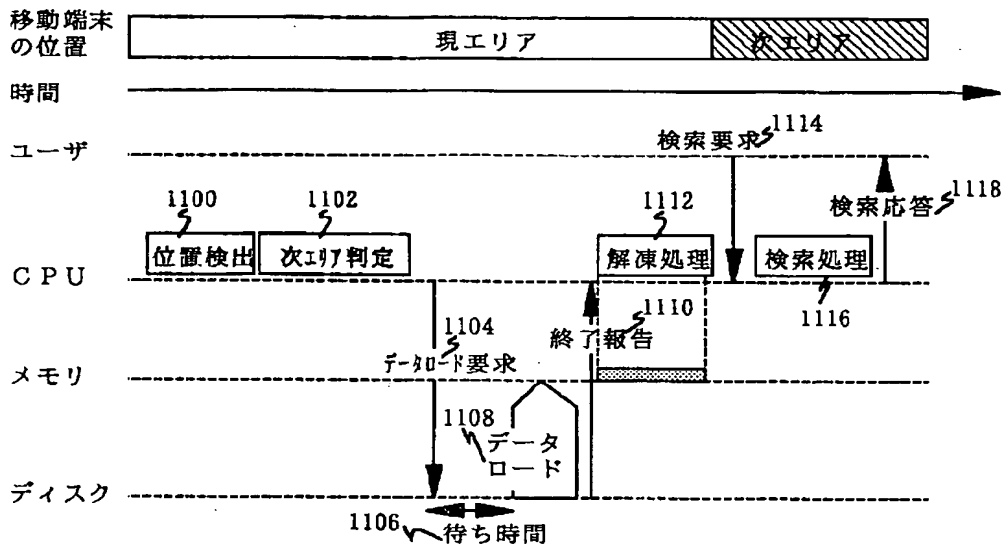 移動端末
の位置
現エリア
次エリア
時間
ユーザ
検索要求
1114
1100
1102
1112
検索応答
1118
位置検出
次ｴﾘｱ判定
解凍処理
検索処理
CPU
1104
1110
1116
ﾃﾞｰﾀﾛｰﾄﾞ要求
終了報告
メモリ
1108
データ
ロード
ディスク
1106
待ち時間